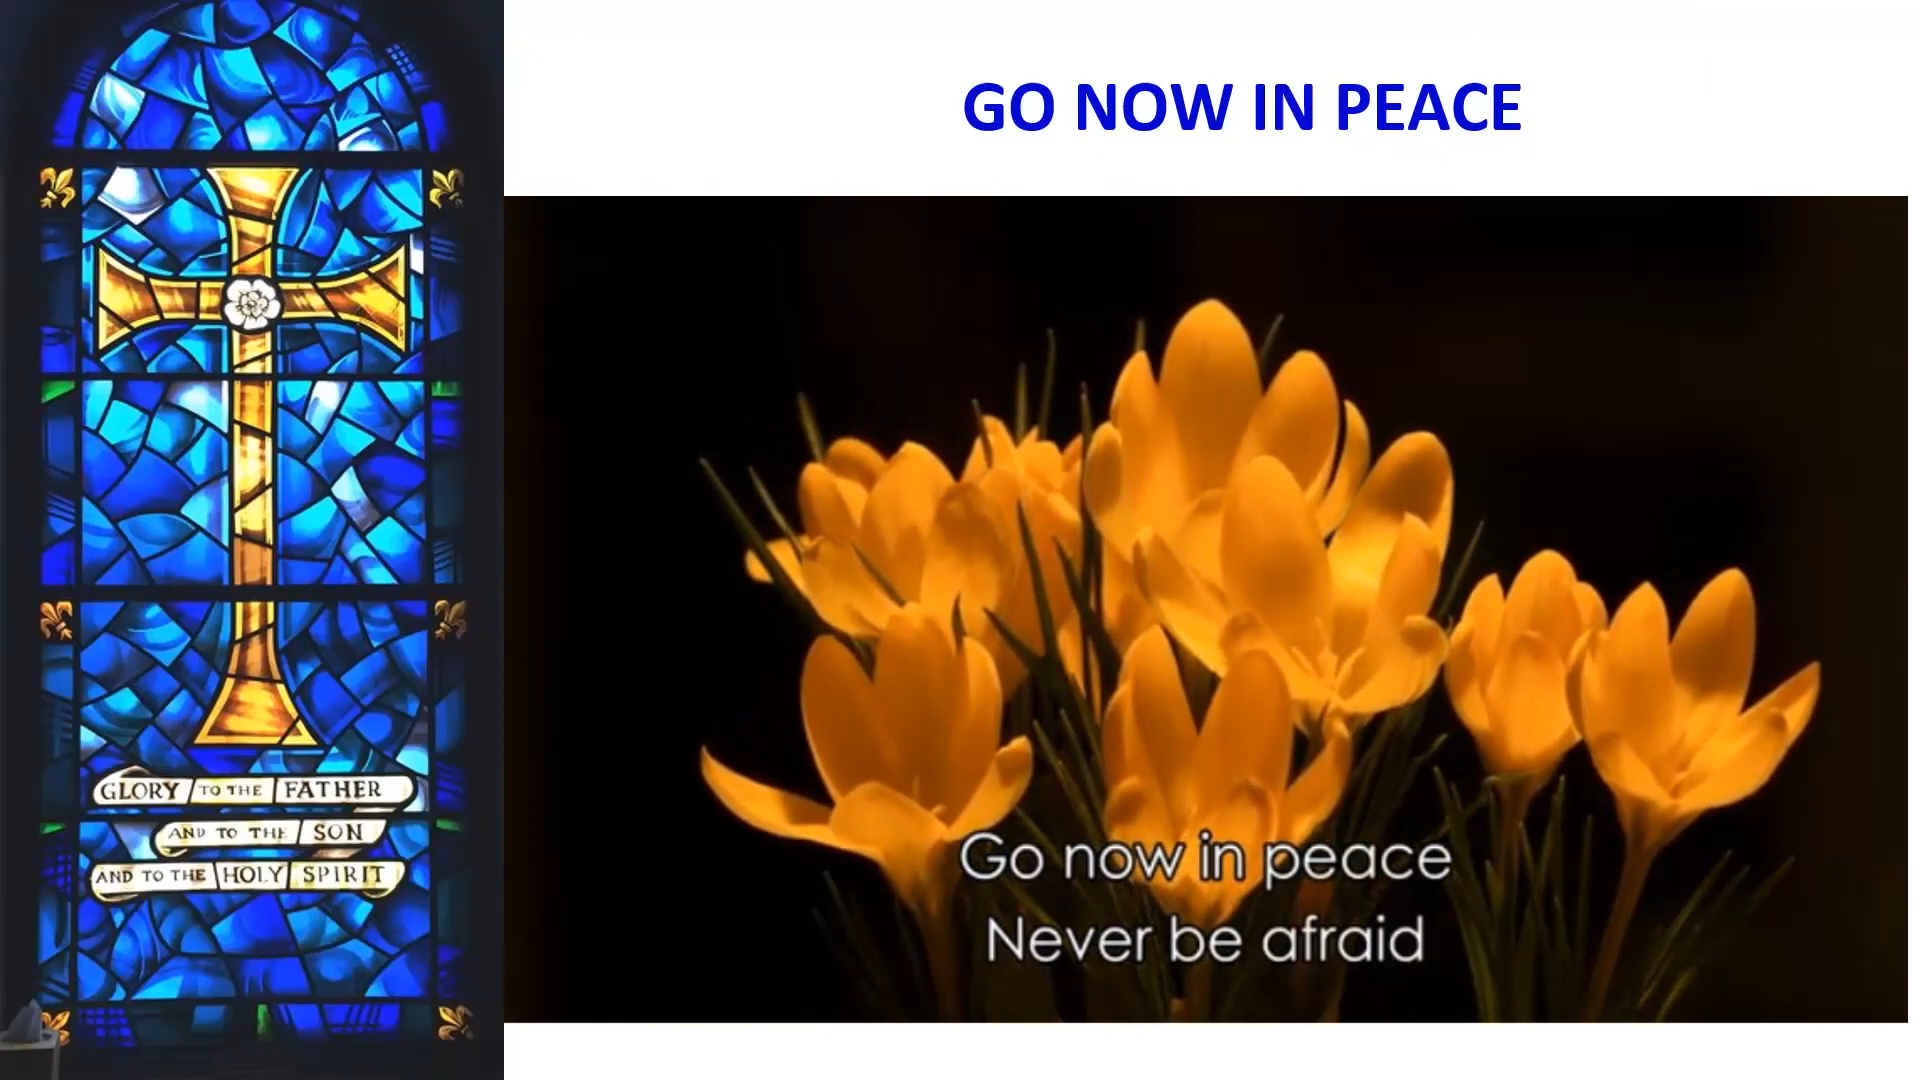 GO NOW IN PEACE
GLORY TO THE FATHER
AND TO THE SON
AND TO THE HOLY SPIRIT
Go now in peace
Never be afraid